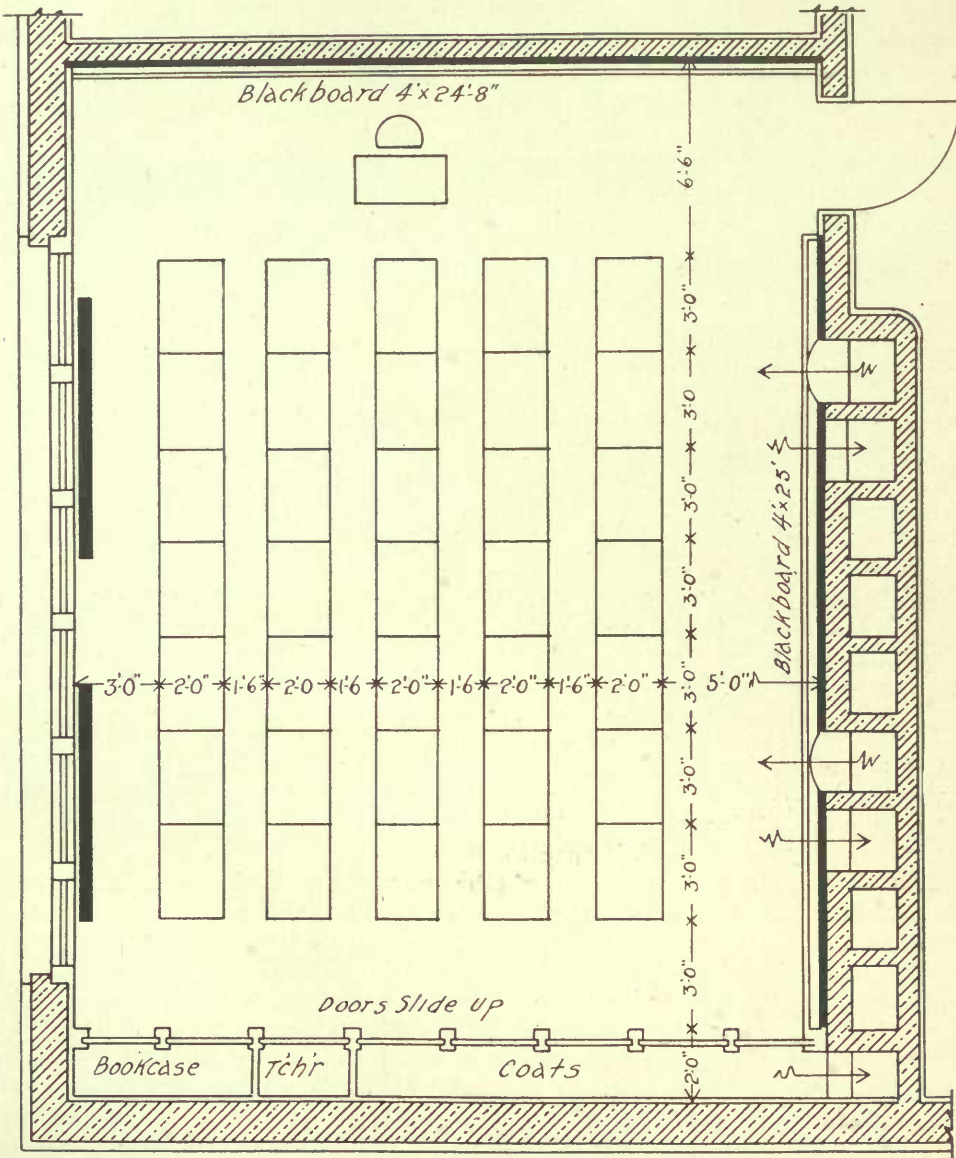 Blackboard 4'x 24'-8"
6'-6"
3'-0"
3'-0
3'-0"
3'-0"
Blackboard 4'x 25'
3'-0" 2'-0" 1'-6" 2'-0 1'-6 2'-0" 1'-6 2'-0" 1'-6" 2'-0" 5'-0"
3'-0"
3'-0"
3'-0"
3'-0"
Doors Slide Up
Bookcase T'ch'r Coats
2'-0"